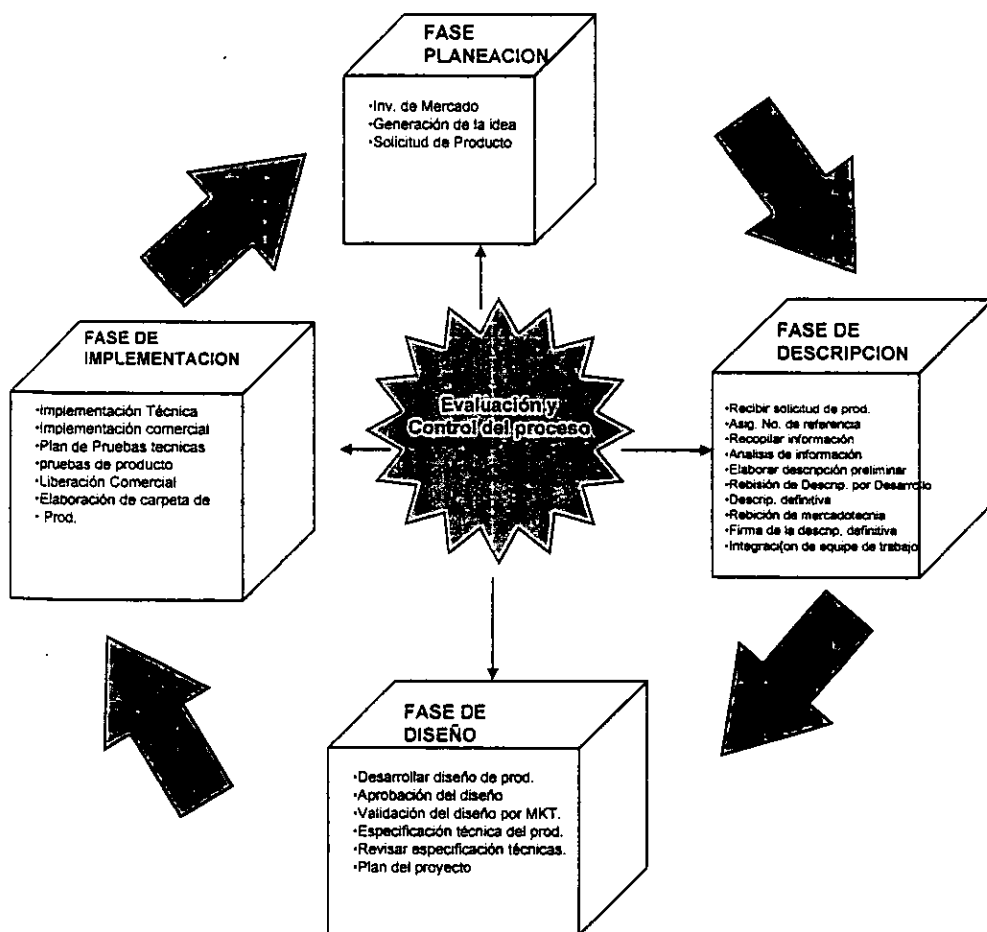 FASE
PLANEACION
•Inv. de Mercado
•Generación de la idea
•Solicitud de Producto
FASE DE
IMPLEMENTACION
•Implementación Técnica
•Implementación comercial
•Plan de Pruebas tecnicas
•pruebas de producto
•Liberación Comercial
•Elaboración de carpeta de
• Prod.
Evaluación y
Control del proceso
FASE DE
DESCRIPCION
•Recibir solicitud de prod.
•Asig. No. de referencia
•Recopilar información
•Analisis de información
•Elaborar descripción preliminar
•Rebisión de Descrip. por Desarrollo
•Descrip. definitiva
•Rebición de mercadotecnia
•Firma de la descrip. definitiva
•Integraci{on de equipe de trabajo
FASE DE
DISEÑO
•Desarrollar diseño de prod.
•Aprobación del diseño
•Validación del diseño por MKT.
•Especificación técnica del prod.
•Revisar especificación técnicas.
•Plan del proyecto